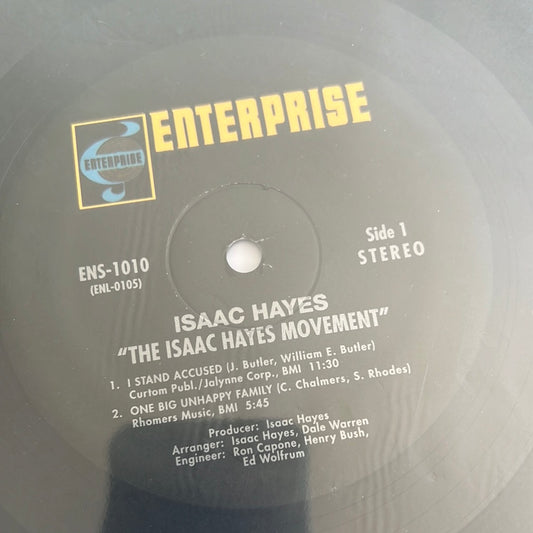 ENTERPRISE
ENTERPRISE
ENS-1010
(ENL-0105)
Side 1
STEREO
ISAAC HAYES
"THE ISAAC HAYES MOVEMENT"
1. I STAND ACCUSED (J. Butler, William E. Butler)
Curtom Publ./Jalynne Corp., BMI 11:30
2. ONE BIG UNHAPPY FAMILY (C. Chalmers, S. Rhodes)
Rhomers Music, BMI 5:45
Producer: Isaac Hayes
Arranger: Isaac Hayes, Dale Warren
Engineer: Ron Capone, Henry Bush,
Ed Wolfrum